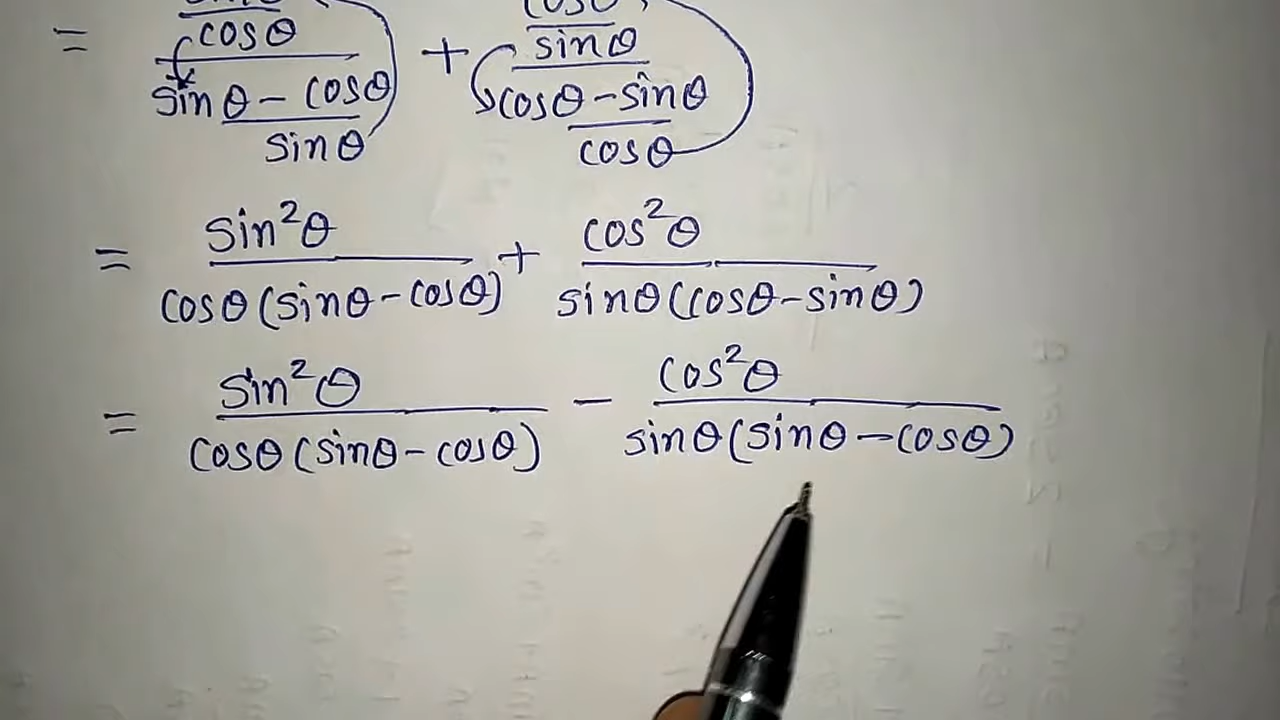 = cosθ + sinθ
sinθ - cosθ cosθ - sinθ
sinθ cosθ
= sin²θ + cos²θ
cosθ(sinθ - cosθ) sinθ(cosθ - sinθ)
= sin²θ - cos²θ
cosθ(sinθ - cosθ) sinθ(sinθ - cosθ)